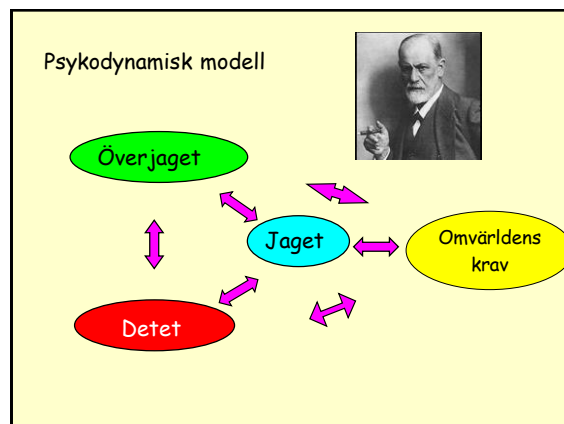 Psykodynamisk modell
Överjaget
Jaget
Omvärldens
krav
Detet